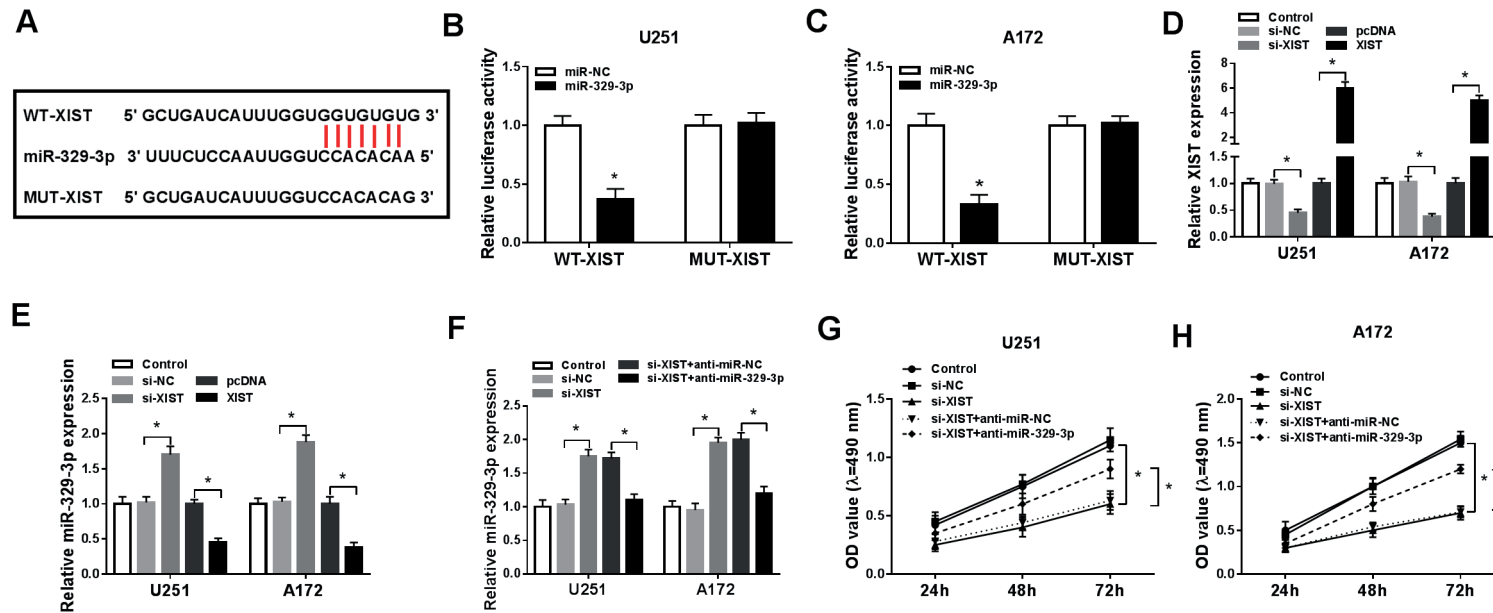 A
WT-XIST 5' GCUGAUCAUUUGGUGGUGUGUG 3'
miR-329-3p 3' UUUCUCCAAUUGGUCCACACAA 5'
MUT-XIST 5' GCUGAUCAUUUGGUCCACACAG 3'
B
U251
miR-NC
miR-329-3p
Relative luciferase activity
1.5
1.0
0.5
0.0
*
WT-XIST MUT-XIST
C
A172
miR-NC
miR-329-3p
Relative luciferase activity
1.5
1.0
0.5
0.0
*
WT-XIST MUT-XIST
D
Control
si-NC pcDNA
si-XIST XIST
Relative XIST expression
8
6
4
2
1.5
1.0
0.5
0.0
* * * *
U251 A172
E
Control
si-NC pcDNA
si-XIST XIST
Relative miR-329-3p expression
2.5
2.0
1.5
1.0
0.5
0.0
* * * *
U251 A172
F
Control si-XIST+anti-miR-NC
si-NC si-XIST+anti-miR-329-3p
si-XIST
Relative miR-329-3p expression
2.5
2.0
1.5
1.0
0.5
0.0
* * * *
U251 A172
G
U251
Control
si-NC
si-XIST
si-XIST+anti-miR-NC
si-XIST+anti-miR-329-3p
OD value (λ=490 nm)
1.5
1.0
0.5
0.0
* *
24h 48h 72h
H
A172
Control
si-NC
si-XIST
si-XIST+anti-miR-NC
si-XIST+anti-miR-329-3p
OD value (λ=490 nm)
2.0
1.5
1.0
0.5
0.0
*
24h 48h 72h